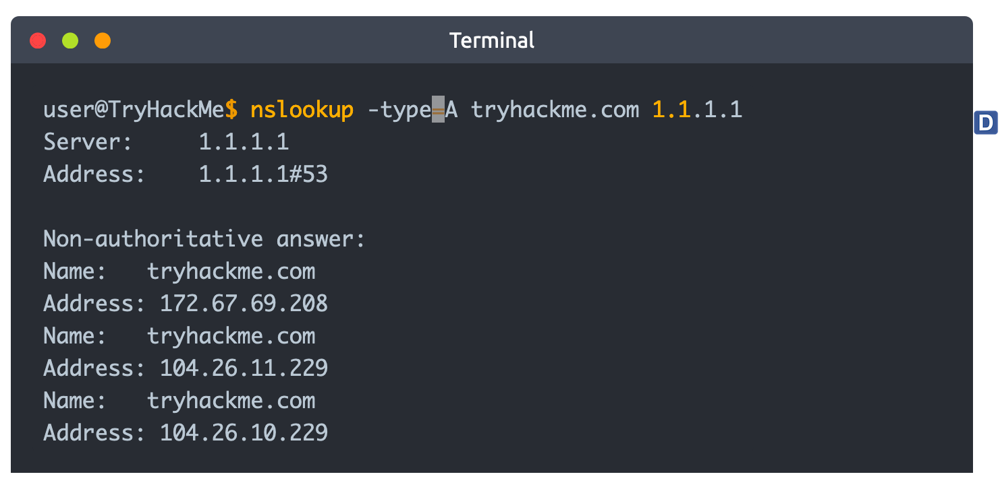 Terminal
user@TryHackMe$ nslookup -type=A tryhackme.com 1.1.1.1
D
Server: 1.1.1.1
Address: 1.1.1.1#53
Non-authoritative answer:
Name: tryhackme.com
Address: 172.67.69.208
Name: tryhackme.com
Address: 104.26.11.229
Name: tryhackme.com
Address: 104.26.10.229